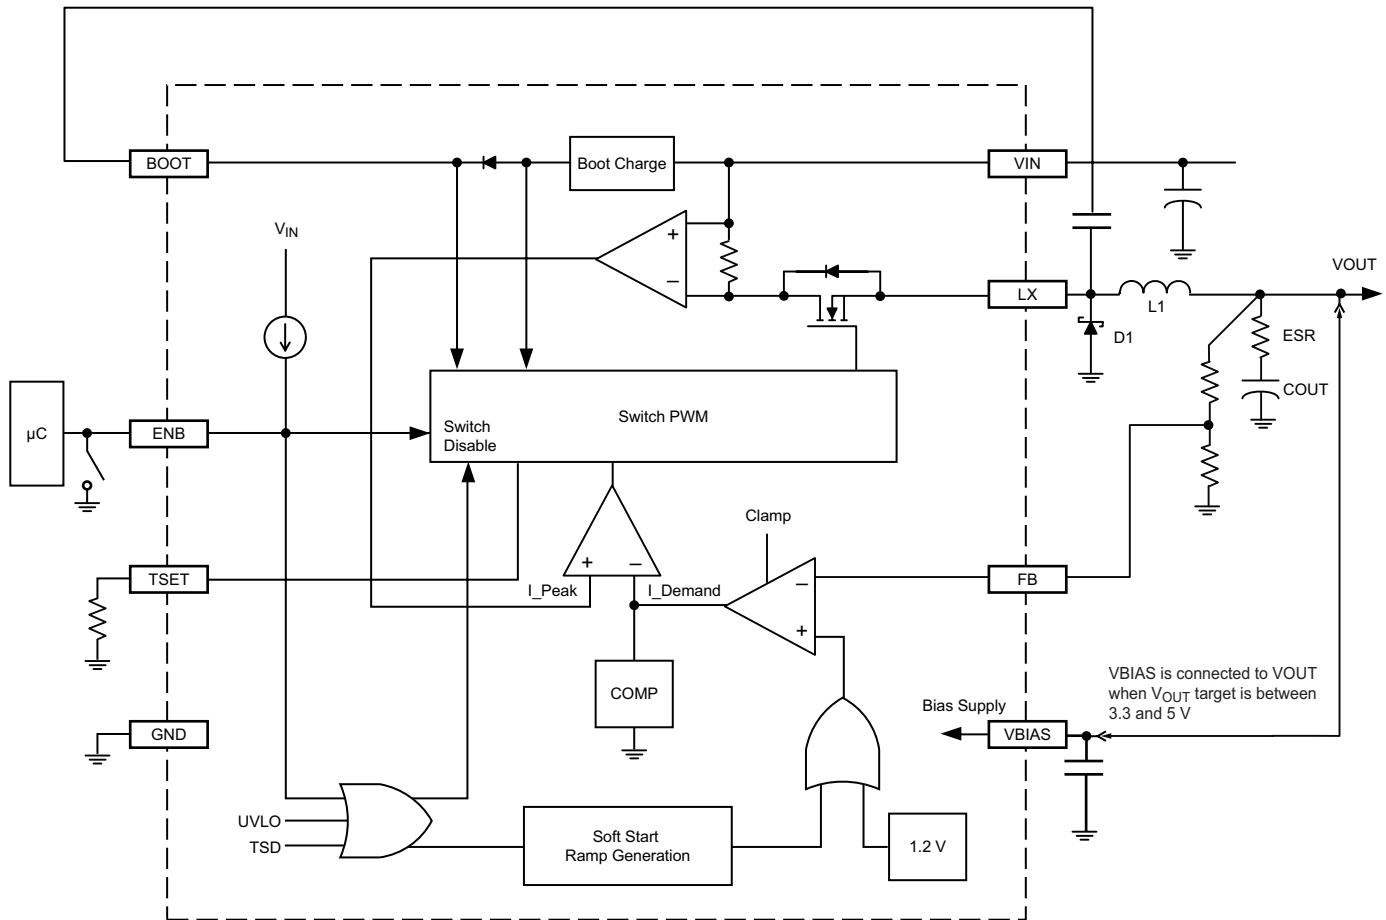 BOOT
Boot Charge
VIN
VIN
+
–
LX
VOUT
L1
D1
ESR
COUT
µC
ENB
Switch
Disable
Switch PWM
Clamp
TSET
+
–
I_Peak
I_Demand
–
+
FB
COMP
VBIAS is connected to VOUT
when VOUT target is between
3.3 and 5 V
Bias Supply
GND
VBIAS
UVLO
TSD
Soft Start
Ramp Generation
1.2 V